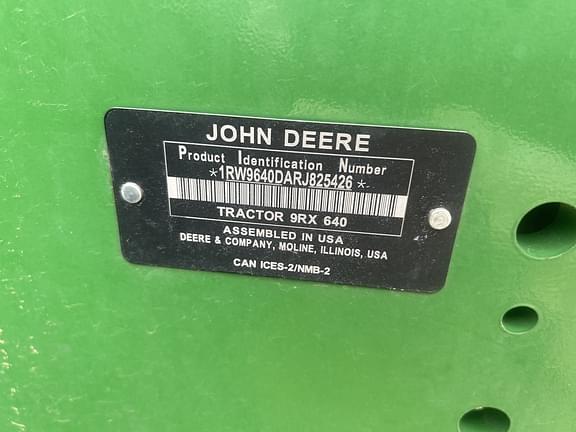 JOHN DEERE
Product Identification Number
*1RW9640DARJ825426*
TRACTOR 9RX 640
ASSEMBLED IN USA
DEERE & COMPANY, MOLINE, ILLINOIS, USA
CAN ICES-2/NMB-2